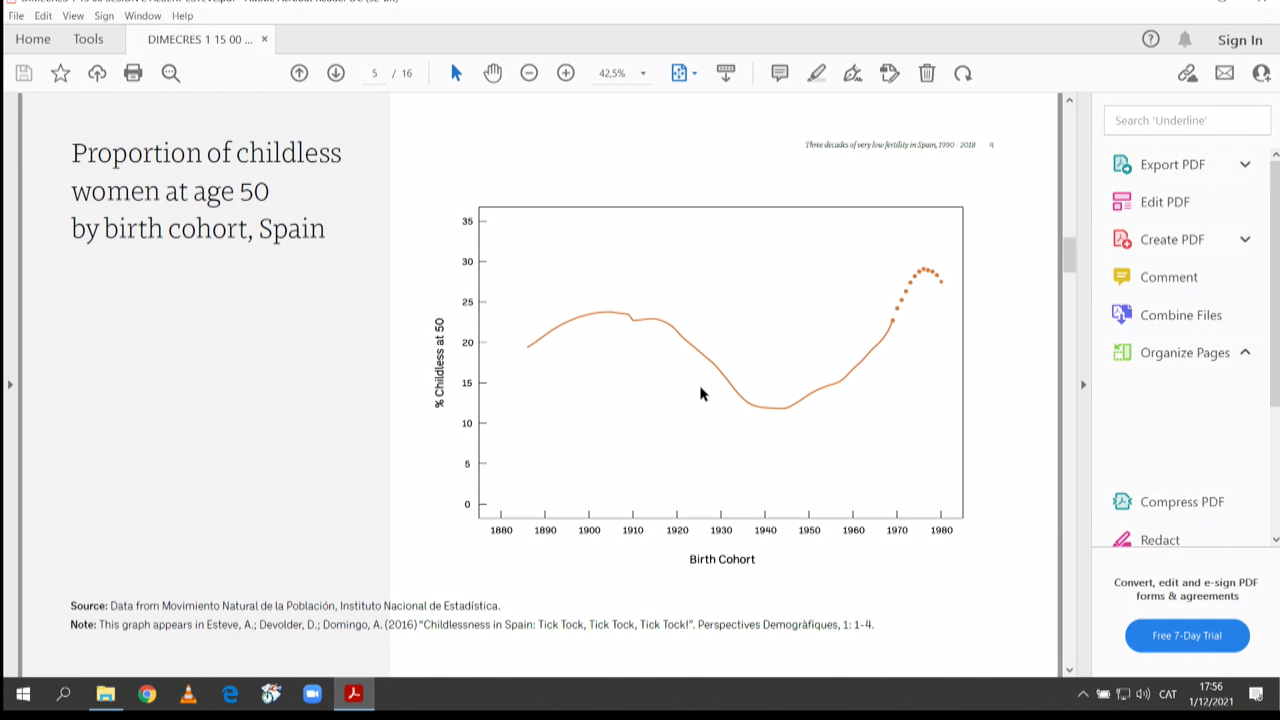 File Edit View Sign Window Help
Home Tools DIMECRES 1 15 00 ... × Sign In
5 / 16 42,5%
Proportion of childless
women at age 50
by birth cohort, Spain
Three decades of very low fertility in Spain, 1990 - 2018 4
% Childless at 50
35
30
25
20
15
10
5
0
1880 1890 1900 1910 1920 1930 1940 1950 1960 1970 1980
Birth Cohort
Source: Data from Movimiento Natural de la Población, Instituto Nacional de Estadística.
Note: This graph appears in Esteve, A.; Devolder, D.; Domingo, A. (2016) “Childlessness in Spain: Tick Tock, Tick Tock, Tick Tock!”. Perspectives Demogràfiques, 1: 1-4.
Search 'Underline'
Export PDF
Edit PDF
Create PDF
Comment
Combine Files
Organize Pages
Compress PDF
Redact
Convert, edit and e-sign PDF
forms & agreements
Free 7-Day Trial
CAT
17:56
1/12/2021